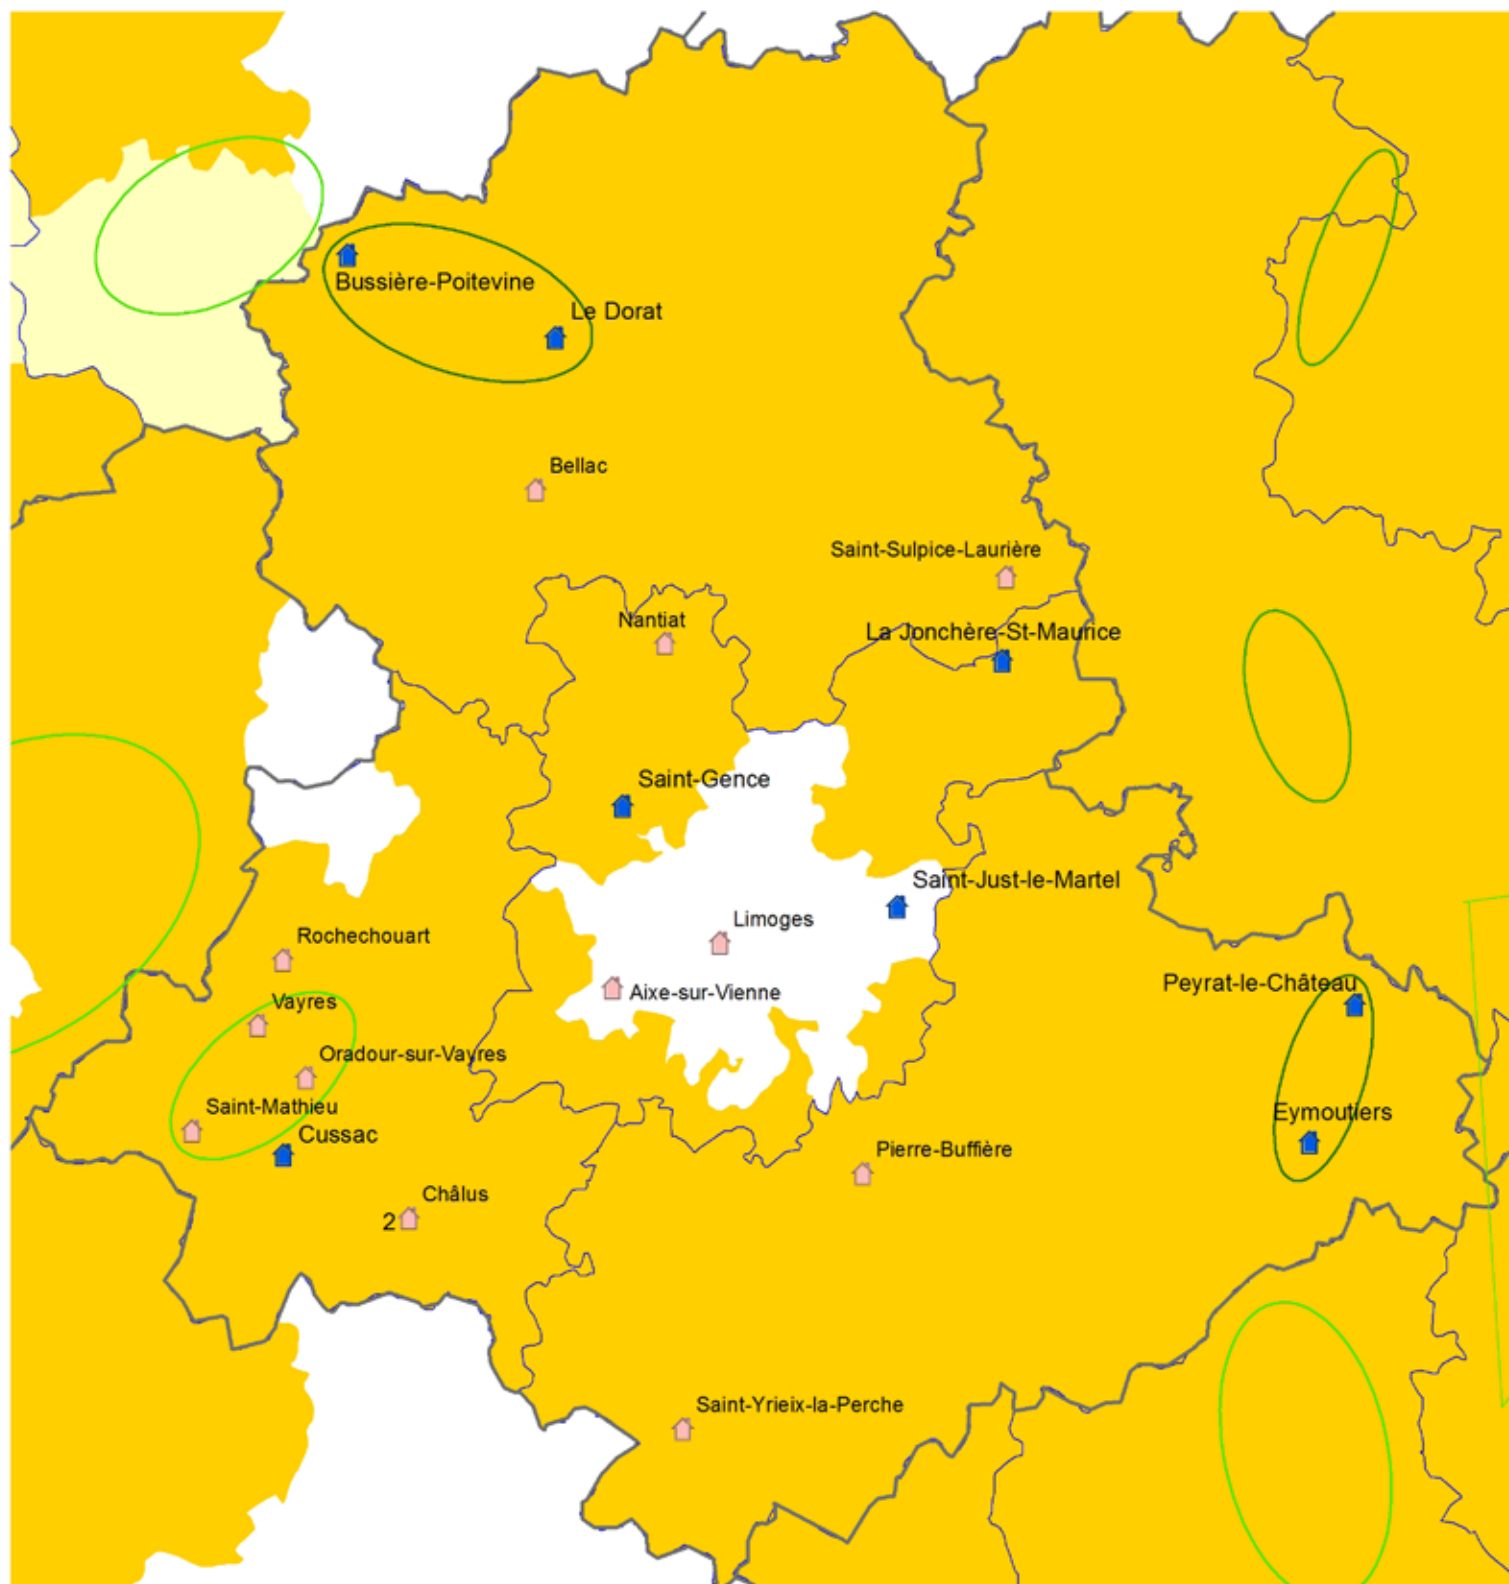 Bussière-Poitevine
Le Dorat
Bellac
Saint-Sulpice-Laurière
Nantiat
La Jonchère-St-Maurice
Saint-Gence
Saint-Just-le-Martel
Limoges
Rochechouart
Peyrat-le-Château
Aixe-sur-Vienne
Vayres
Oradour-sur-Vayres
Saint-Mathieu
Eymoutiers
Cussac
Pierre-Buffière
Châlus
2
Saint-Yrieix-la-Perche